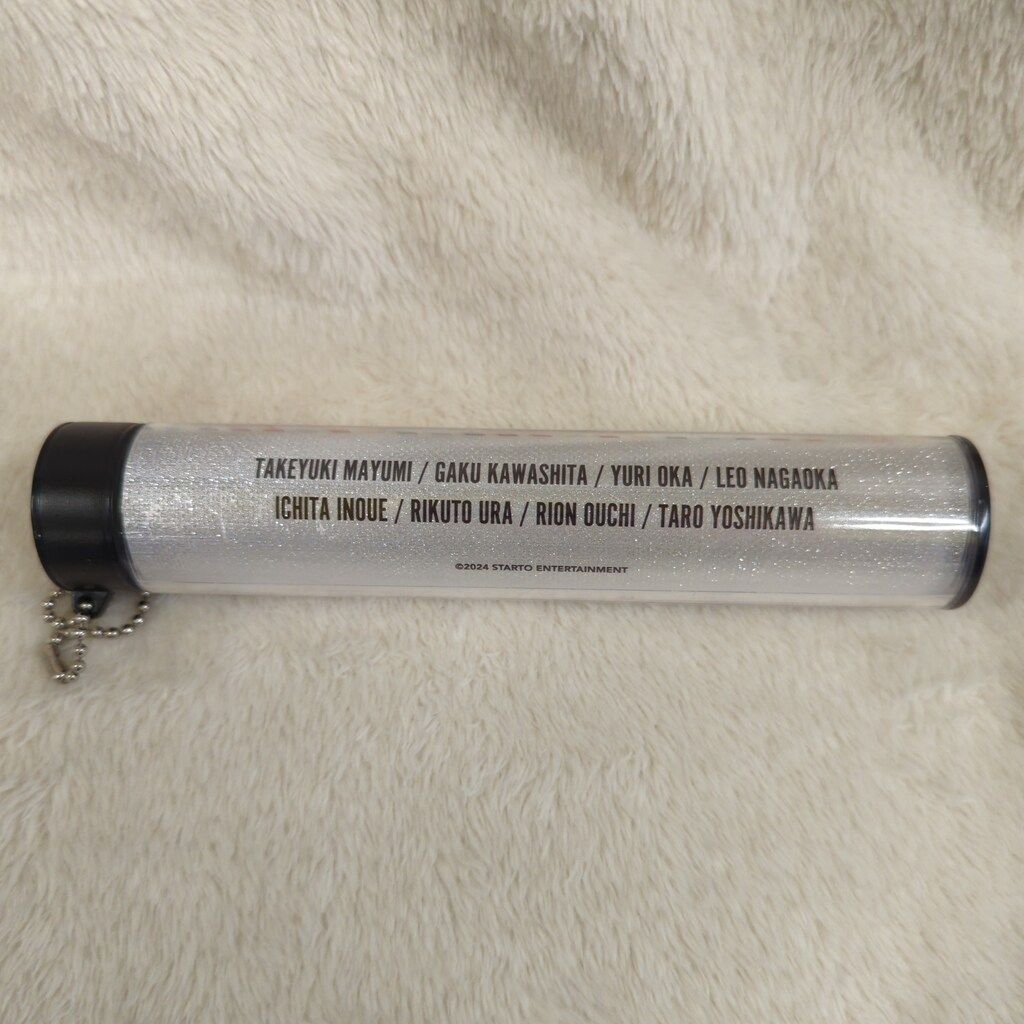 TAKEYUKI MAYUMI / GAKU KAWASHITA / YURI OKA / LEO NAGAOKA
ICHITA INOUE / RIKUTO URA / RION OUCHI / TARO YOSHIKAWA
©2024 STARTO ENTERTAINMENT